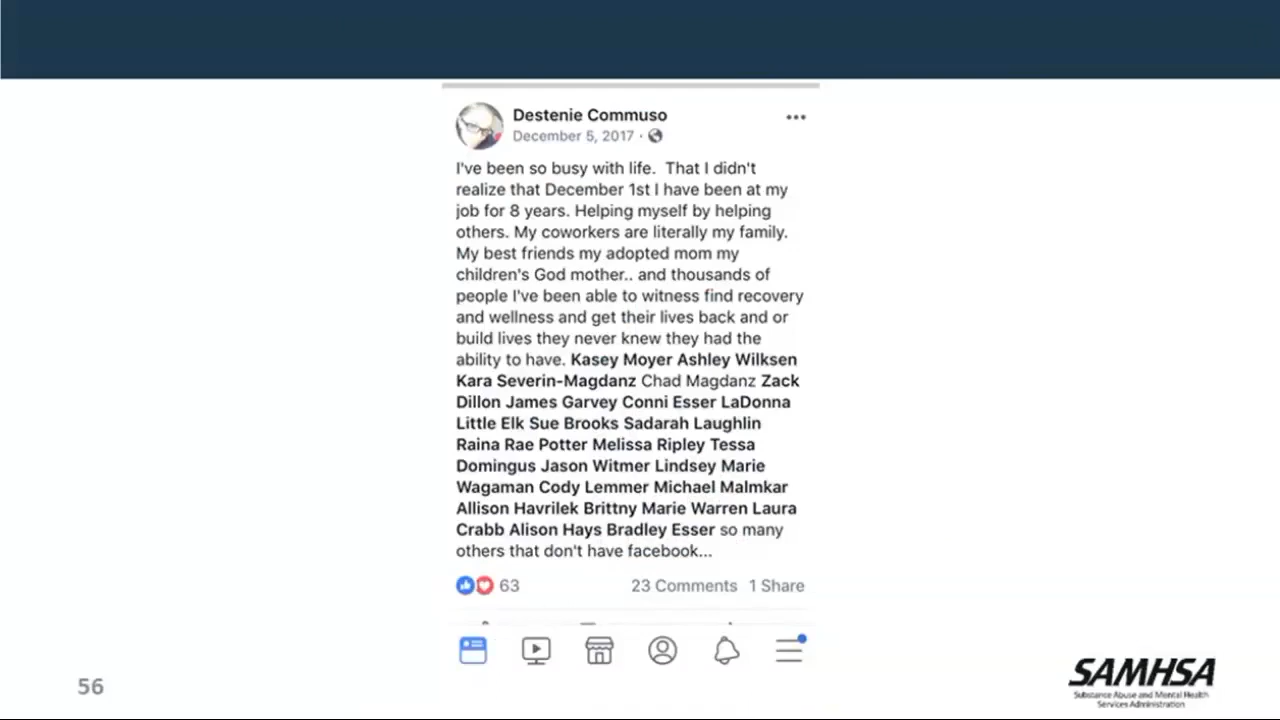 Destenie Commuso
December 5, 2017 ·
I've been so busy with life.  That I didn't
realize that December 1st I have been at my
job for 8 years. Helping myself by helping
others. My coworkers are literally my family.
My best friends my adopted mom my
children's God mother.. and thousands of
people I've been able to witness find recovery
and wellness and get their lives back and or
build lives they never knew they had the
ability to have. Kasey Moyer Ashley Wilksen
Kara Severin-Magdanz Chad Magdanz Zack
Dillon James Garvey Conni Esser LaDonna
Little Elk Sue Brooks Sadarah Laughlin
Raina Rae Potter Melissa Ripley Tessa
Domingus Jason Witmer Lindsey Marie
Wagaman Cody Lemmer Michael Malmkar
Allison Havrilek Brittny Marie Warren Laura
Crabb Alison Hays Bradley Esser so many
others that don't have facebook...
63 23 Comments 1 Share
56
SAMHSA
Substance Abuse and Mental Health
Services Administration